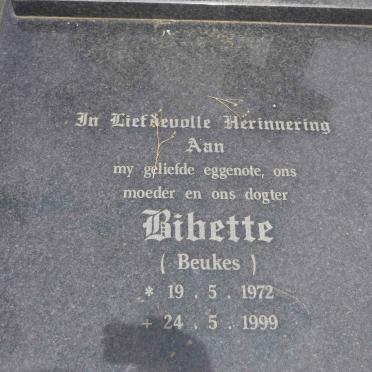 In Liefdevolle Herinnering
Aan
my geliefde eggenote, ons
moeder en ons dogter
Bibette
( Beukes )
* 19 . 5 . 1972
+ 24 . 5 . 1999